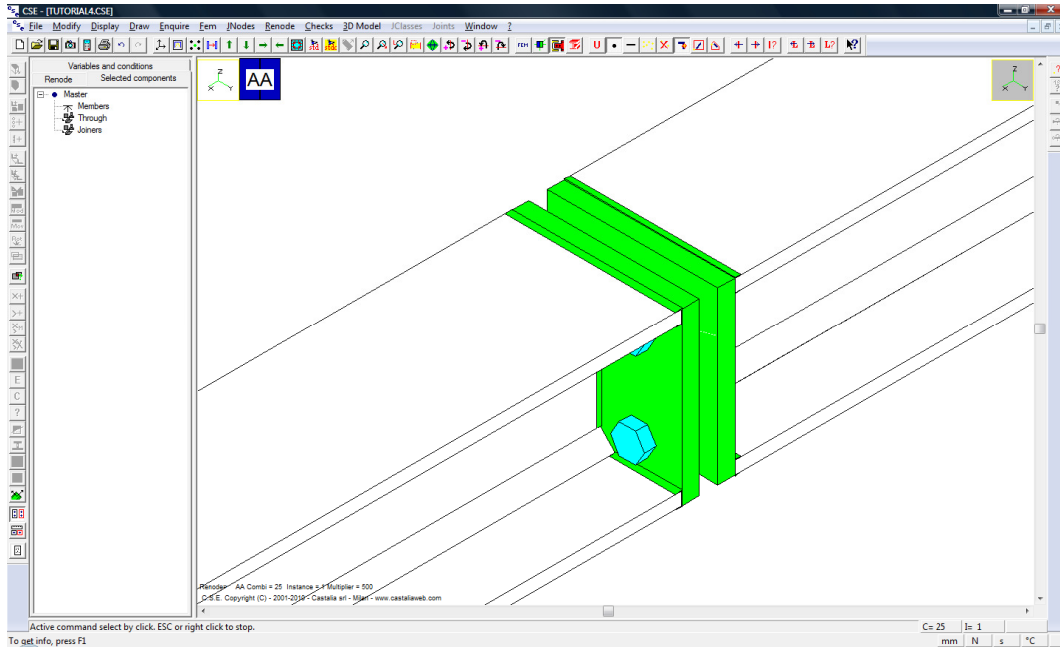 CSE - [TUTORIAL4.CSE]
File Modify Display Draw Enquire Fem JNodes Renode Checks 3D Model JClasses Joints Window ?
Variables and conditions
Renode Selected components
Master
Members
Through
Joiners
Z
X Y
AA
Z
X Y
FEM
std
stdc
U
X
I?
L?
E
C
?
Renode= AA Combi = 25 Instance = 1 Multiplier = 500
C.S.E. Copyright (C) - 2001-2010 - Castalia srl - Milan - www.castaliaweb.com
Active command select by click. ESC or right click to stop.
C= 25 I= 1
To get info, press F1
mm N s °C